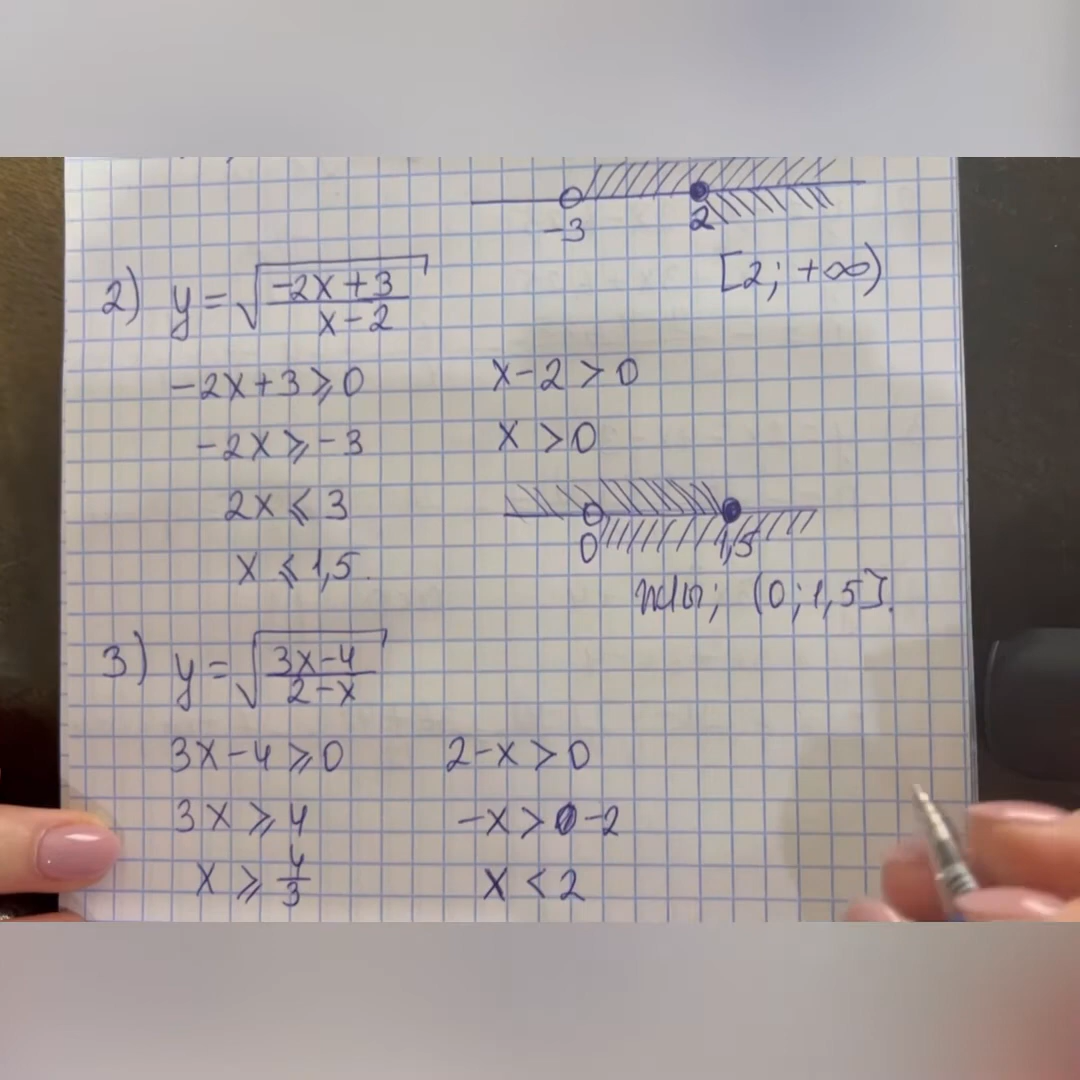 -3 2
[2; +∞)
2) y = √((-2x+3)/(x-2))
-2x+3 ⩾ 0 x-2 > 0
-2x ⩾ -3 x > 0
2x ⩽ 3
0 1,5
x ⩽ 1,5.
(0; 1,5].
3) y = √((3x-4)/(2-x))
3x-4 ⩾ 0 2-x > 0
3x ⩾ 4 -x > -2
x ⩾ 4/3 x < 2